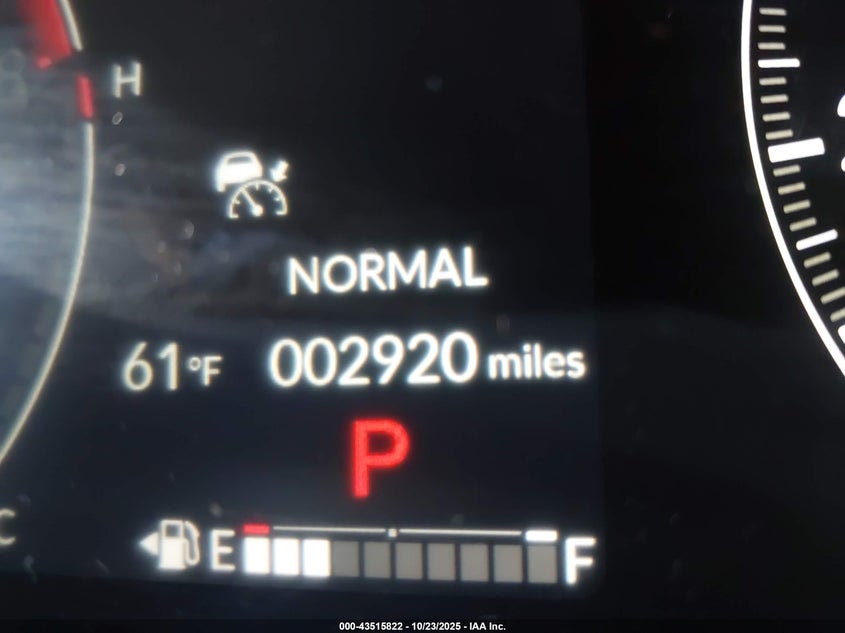 H
NORMAL
61°F 002920 miles
P
C
E F
000-43515822 - 10/23/2025 - IAA Inc.